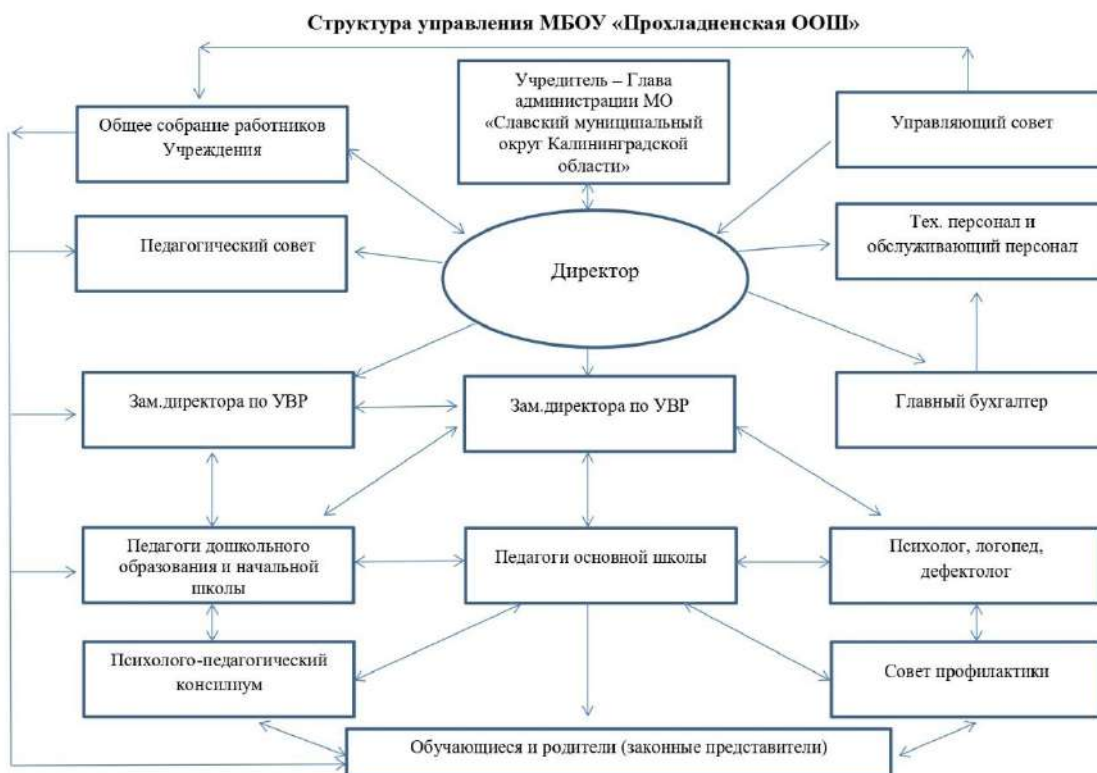 Структура управления МБОУ «Прохладненская ООШ»
Учредитель – Глава
администрации МО
«Славский муниципальный
округ Калининградской
области»
Общее собрание работников
Учреждения
Управляющий совет
Педагогический совет
Директор
Тех. персонал и
обслуживающий персонал
Зам.директора по УВР
Зам.директора по УВР
Главный бухгалтер
Педагоги дошкольного
образования и начальной
школы
Педагоги основной школы
Психолог, логопед,
дефектолог
Психолого-педагогический
консилиум
Совет профилактики
Обучающиеся и родители (законные представители)